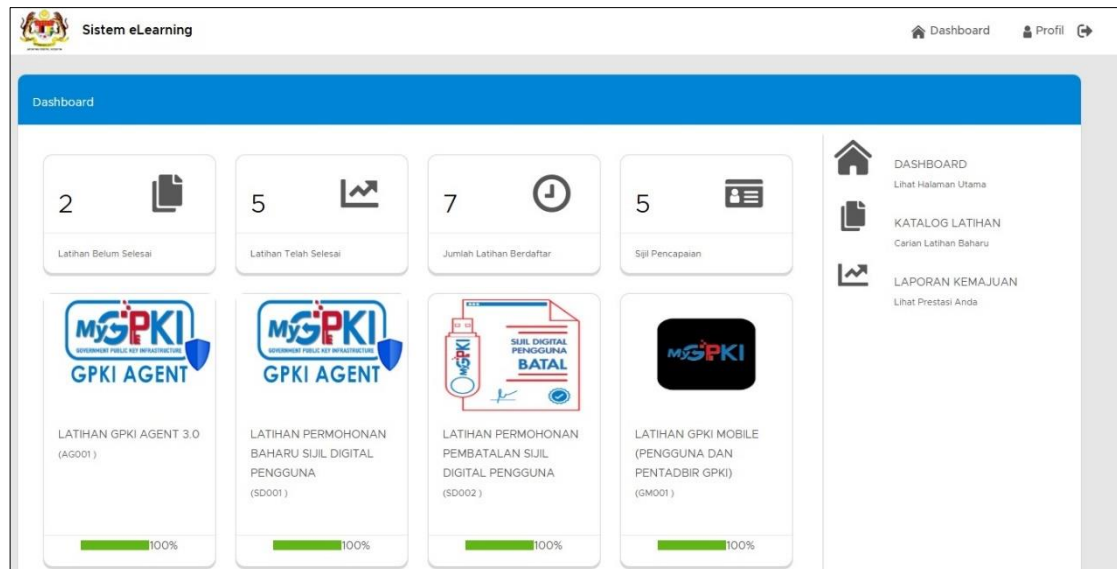 Sistem eLearning
Dashboard
Profil
Dashboard
2
Latihan Belum Selesai
5
Latihan Telah Selesai
7
Jumlah Latihan Berdaftar
5
Sijil Pencapaian
DASHBOARD
Lihat Halaman Utama
KATALOG LATIHAN
Carian Latihan Baharu
LAPORAN KEMAJUAN
Lihat Prestasi Anda
MyGPKI
GOVERNMENT PUBLIC KEY INFRASTRUCTURE
GPKI AGENT
LATIHAN GPKI AGENT 3.0
(AG001 )
100%
MyGPKI
GOVERNMENT PUBLIC KEY INFRASTRUCTURE
GPKI AGENT
LATIHAN PERMOHONAN
BAHARU SIJIL DIGITAL
PENGGUNA
(SD001 )
100%
MyGPKI
SIJIL DIGITAL
PENGGUNA
BATAL
LATIHAN PERMOHONAN
PEMBATALAN SIJIL
DIGITAL PENGGUNA
(SD002 )
100%
MyGPKI
LATIHAN GPKI MOBILE
(PENGGUNA DAN
PENTADBIR GPKI)
(GM001 )
100%